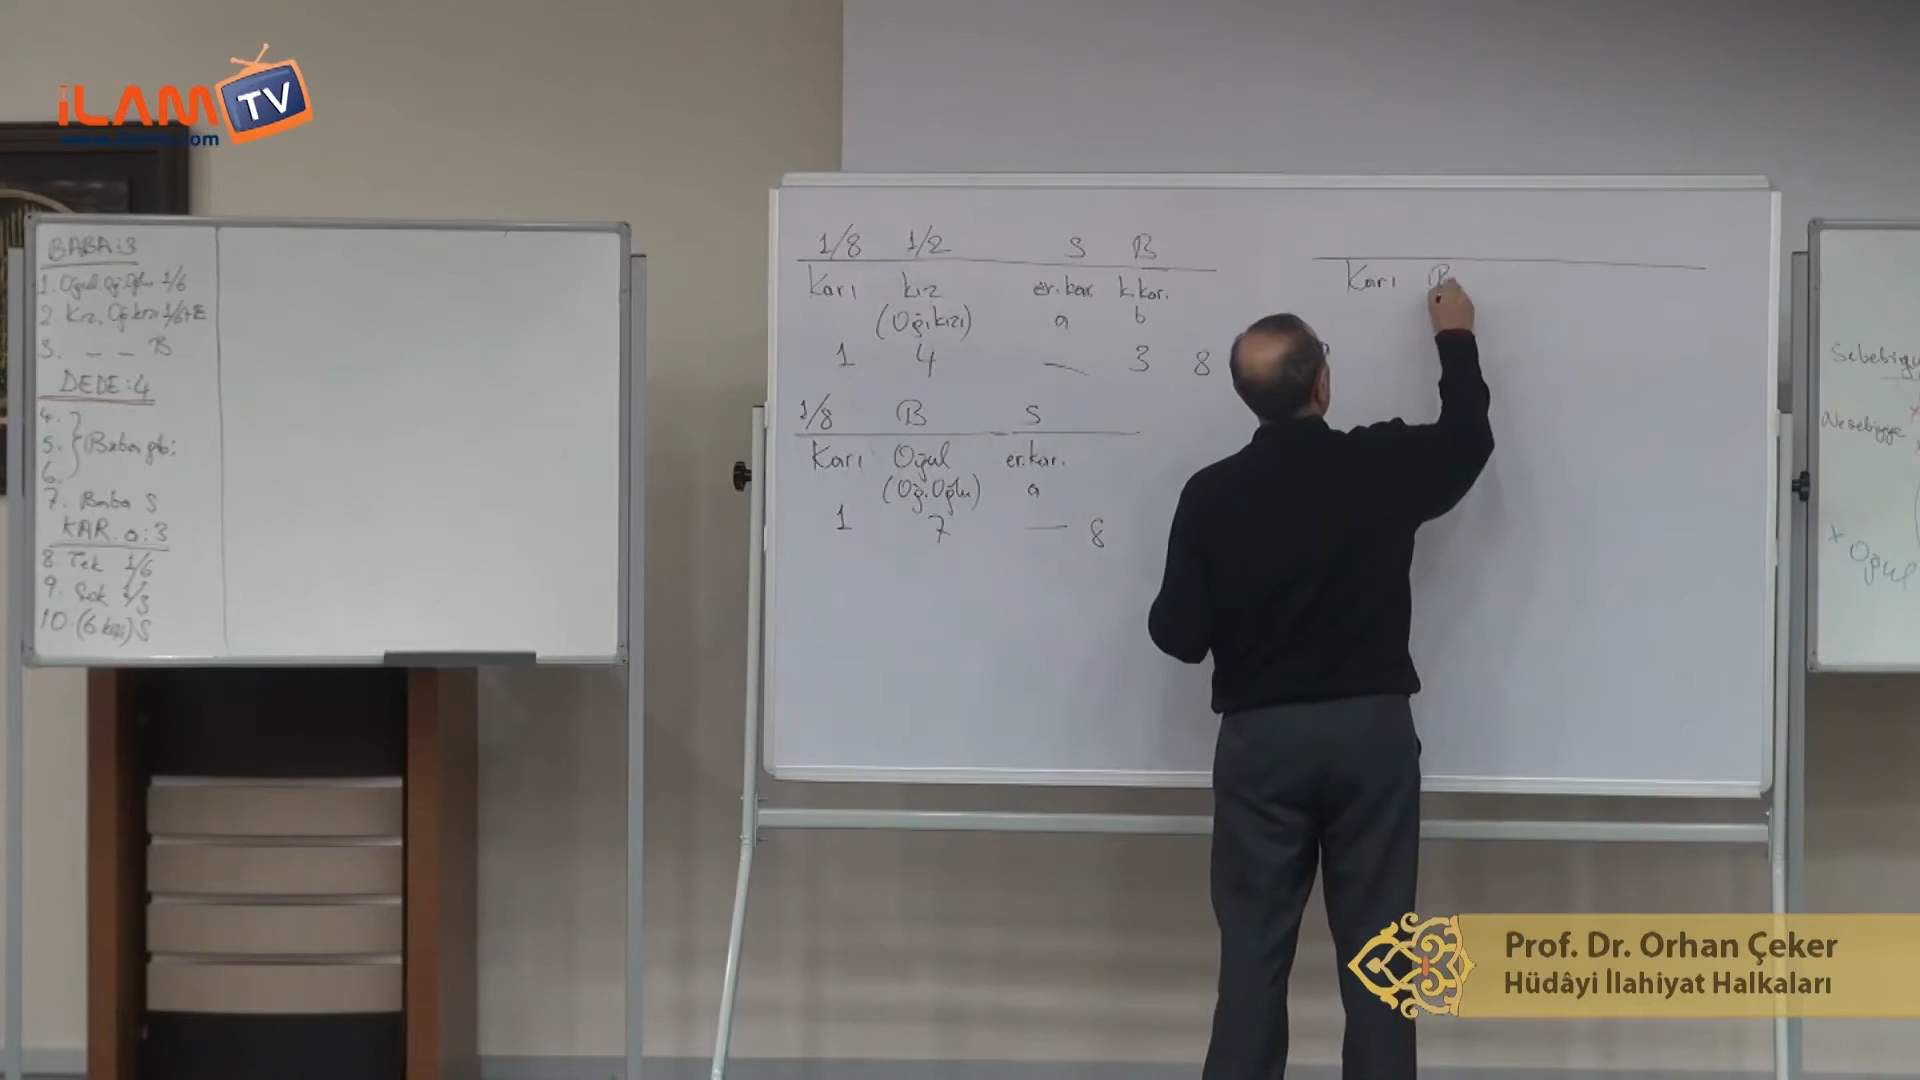 iLAM TV
BABA:3
1. Oğul, Oğ. Oğlu 1/6
2. Kız, Oğ. kızı 1/6+B
3. _ _ B
DEDE:4
4.
5. } Baba gibi
6.
7. Baba S
KAR. a:3
8 Tek 1/6
9. Çok 1/3
10. (6 kişi) S
1/8 1/2 S B
Karı kız er.kar. k.kar.
(Oğ.kızı) a b
1 4 — 3 8
1/8 B S
Karı Oğul er.kar.
(Oğ.Oğlu) a
1 7 — 8
Karı B
Nesebiyye
+ Oğul
Prof. Dr. Orhan Çeker
Hüdâyi İlahiyat Halkaları